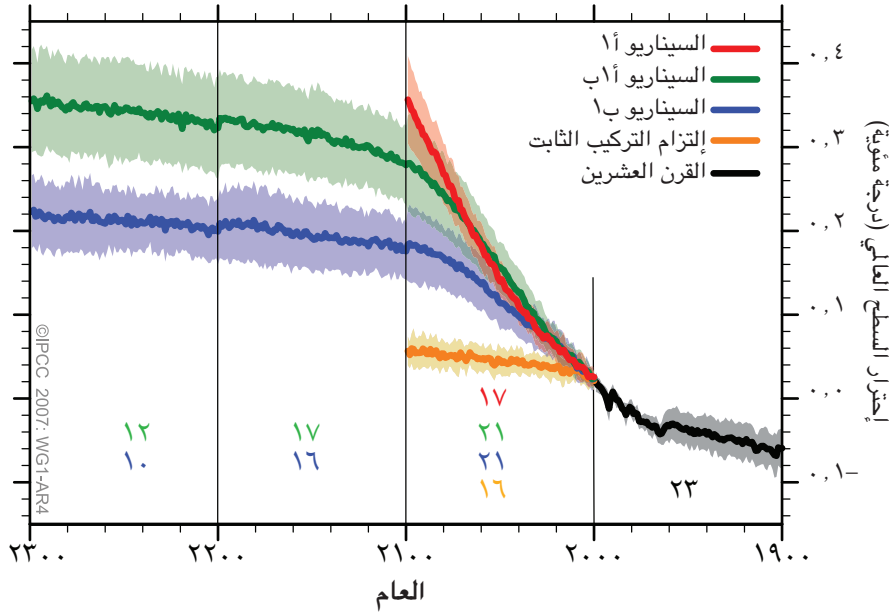 السيناريو أ١
السيناريو أ١ب
السيناريو ب١
إلتزام التركيب الثابت
القرن العشرين
٠,٤
٠,٣
٠,٢
٠,١
٠,٠
٠,١–
إحترار السطح العالمي (درجة مئوية)
١٧
٢١
٢١
١٦
١٧
١٦
١٢
١٠
٢٣
©IPCC 2007: WG1-AR4
١٩٠٠
٢٠٠٠
٢١٠٠
٢٢٠٠
٢٣٠٠
العام